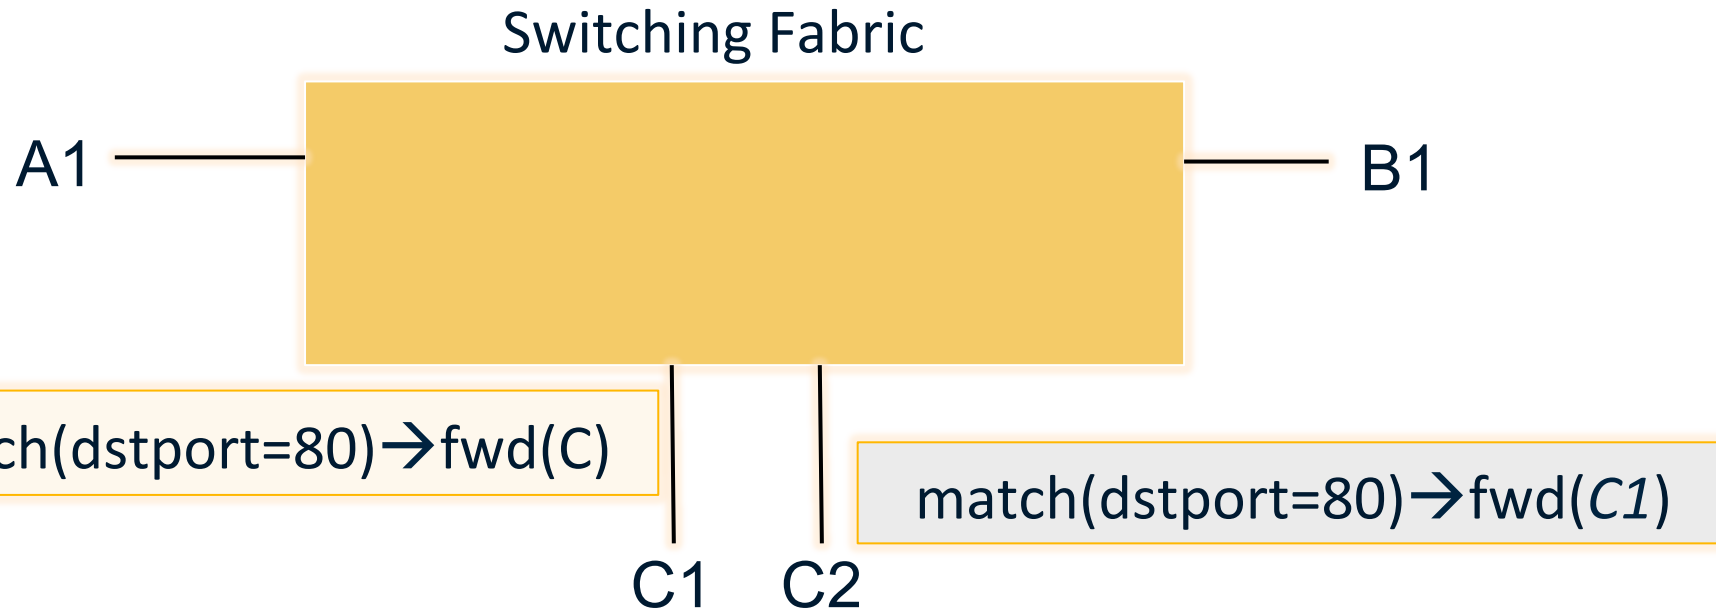 Switching Fabric
A1
B1
ch(dstport=80)→fwd(C)
match(dstport=80)→fwd(C1)
C1
C2